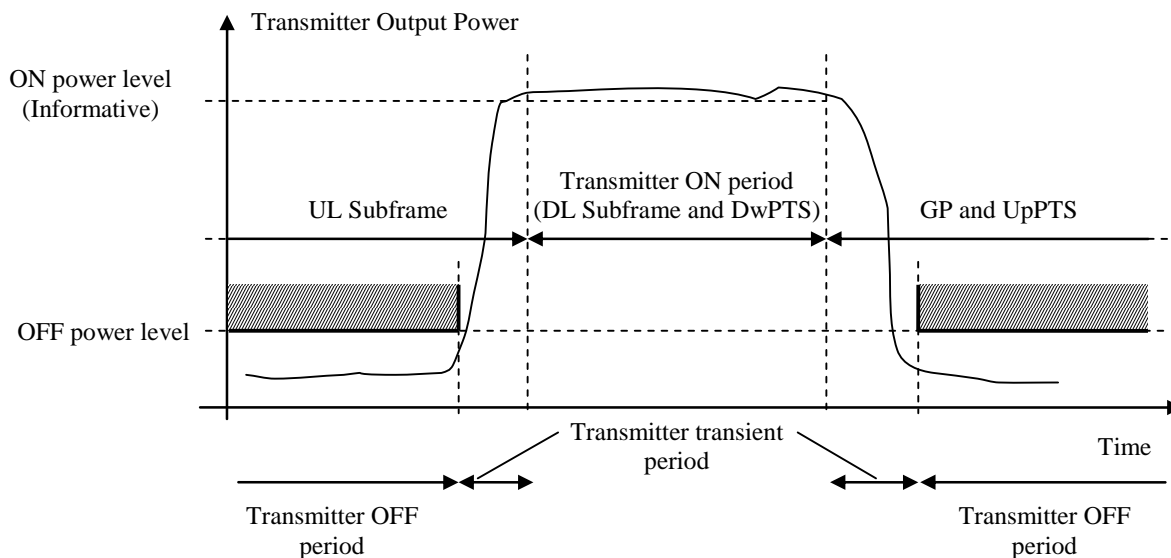 Transmitter Output Power
ON power level
(Informative)
UL Subframe
Transmitter ON period
(DL Subframe and DwPTS)
GP and UpPTS
OFF power level
Transmitter transient
period
Time
Transmitter OFF
period
Transmitter OFF
period